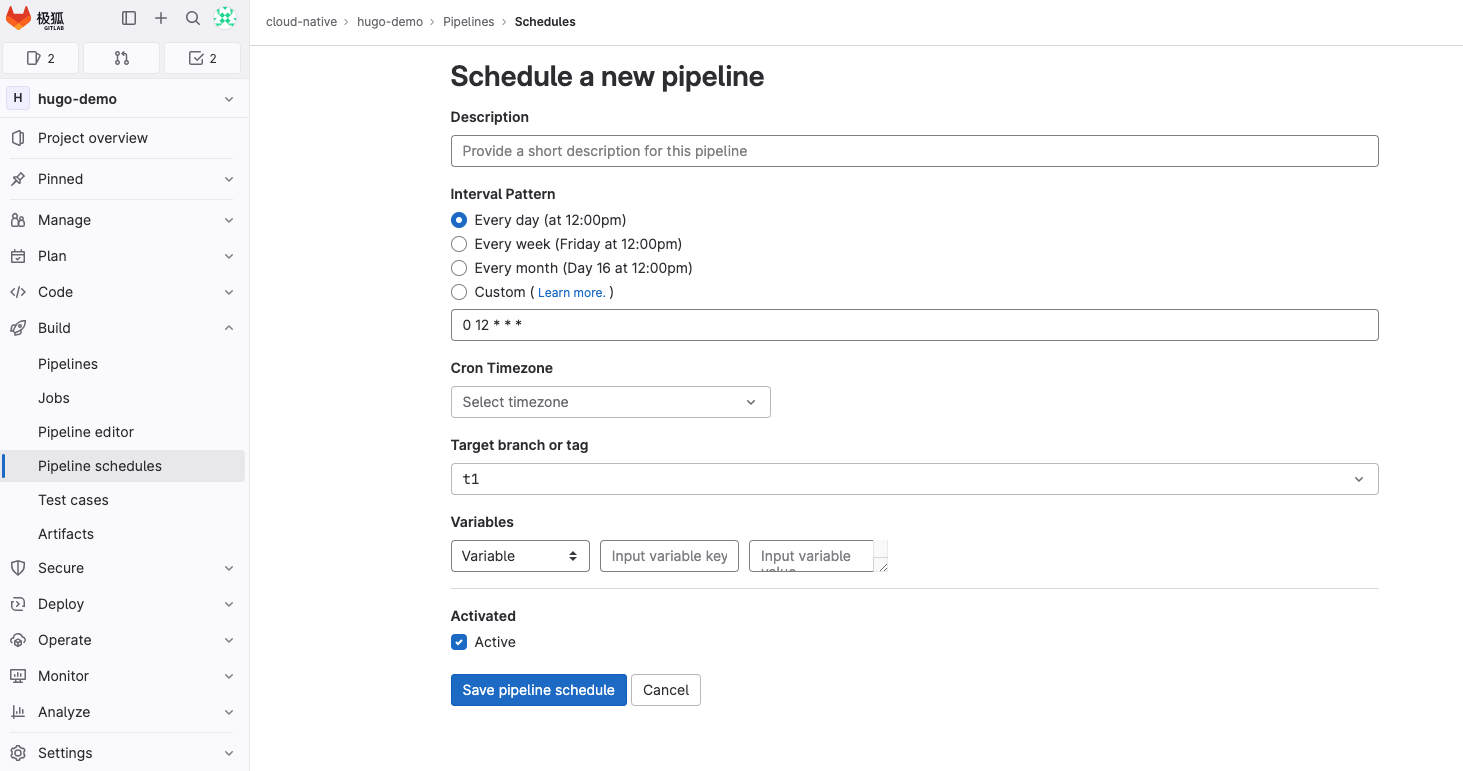 极狐
GITLAB
2
2
H hugo-demo
Project overview
Pinned
Manage
Plan
Code
Build
Pipelines
Jobs
Pipeline editor
Pipeline schedules
Test cases
Artifacts
Secure
Deploy
Operate
Monitor
Analyze
Settings
cloud-native › hugo-demo › Pipelines › Schedules
Schedule a new pipeline
Description
Provide a short description for this pipeline
Interval Pattern
Every day (at 12:00pm)
Every week (Friday at 12:00pm)
Every month (Day 16 at 12:00pm)
Custom ( Learn more. )
0 12 * * *
Cron Timezone
Select timezone
Target branch or tag
t1
Variables
Variable
Input variable key
Input variable
value
Activated
Active
Save pipeline schedule
Cancel